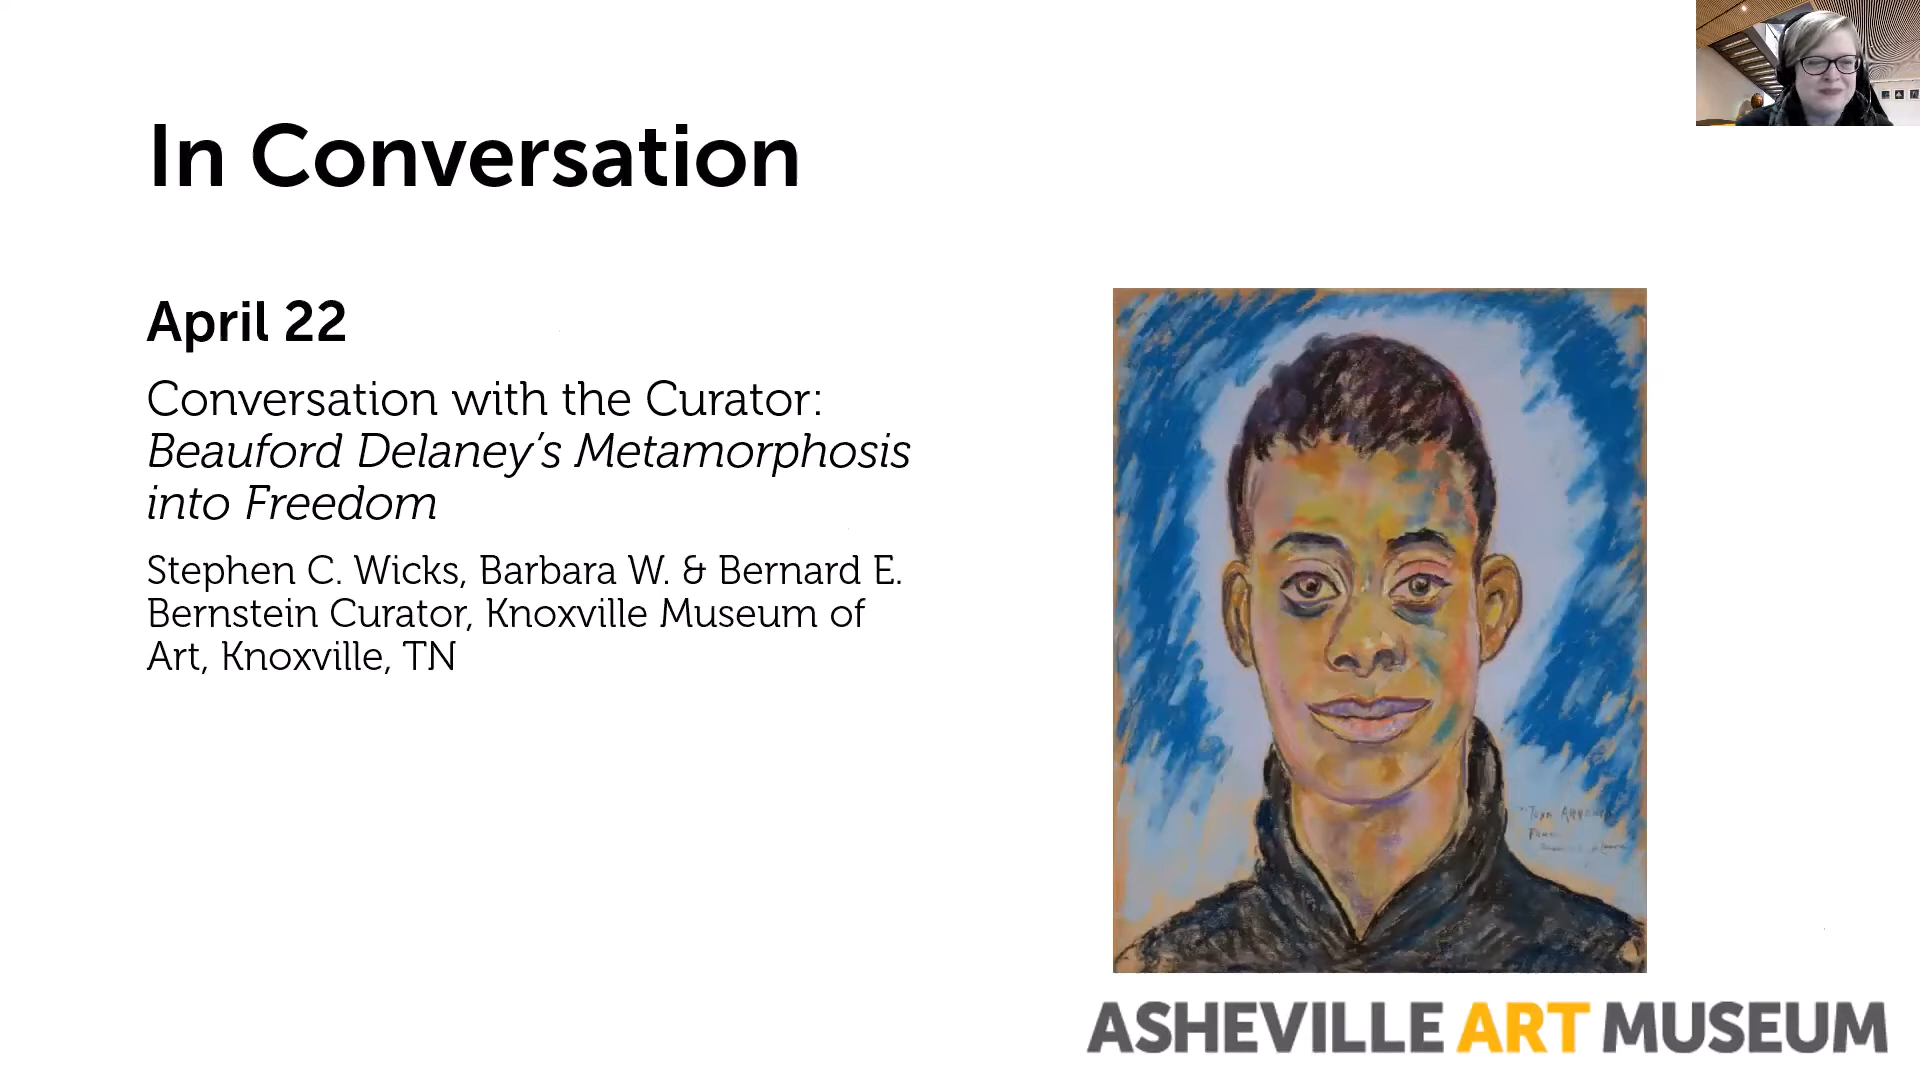 In Conversation
April 22
Conversation with the Curator:
Beauford Delaney's Metamorphosis
into Freedom
Stephen C. Wicks, Barbara W. & Bernard E.
Bernstein Curator, Knoxville Museum of
Art, Knoxville, TN
ASHEVILLE ART MUSEUM